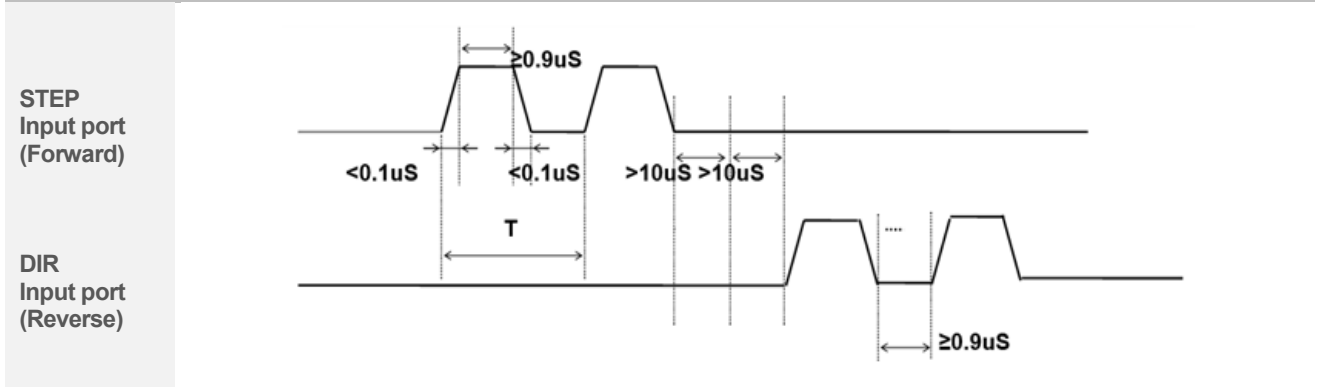 ≥0.9uS
STEP
Input port
(Forward)
<0.1uS <0.1uS >10uS >10uS
T
....
DIR
Input port
(Reverse)
≥0.9uS